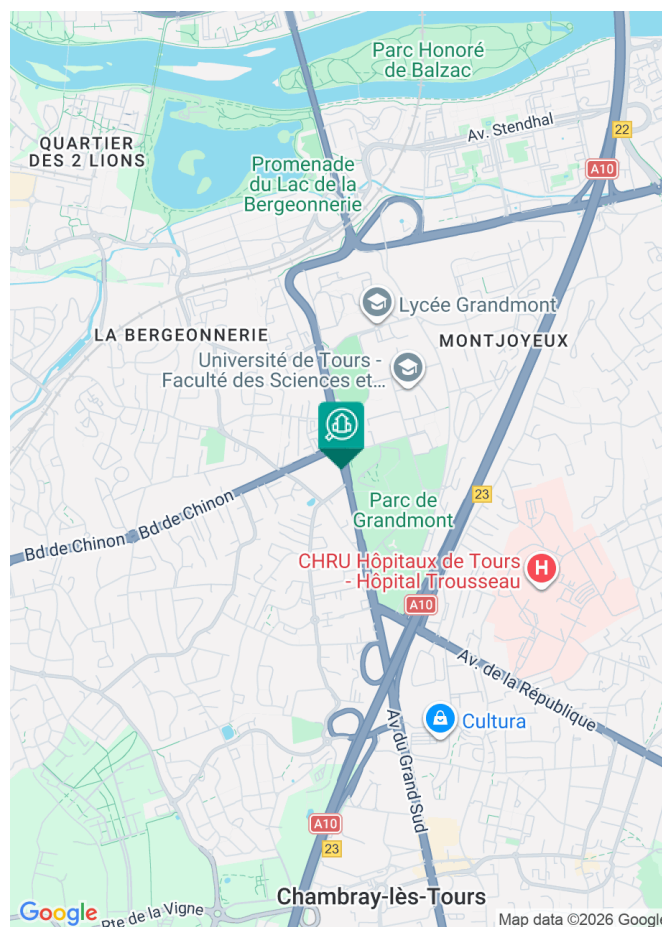 Parc Honoré
de Balzac
Av. Stendhal
22
QUARTIER
DES 2 LIONS
A10
Promenade
du Lac de la
Bergeonnerie
Lycée Grandmont
LA BERGEONNERIE
MONTJOYEUX
Université de Tours -
Faculté des Sciences et...
23
Parc de
Grandmont
Bd de Chinon
Bd de Chinon
CHRU Hôpitaux de Tours
- Hôpital Trousseau
H
A10
Av. de la République
Cultura
Av. du Grand Sud
A10
23
Chambray-lès-Tours
Google
Rte de la Vigne
Map data ©2026 Google